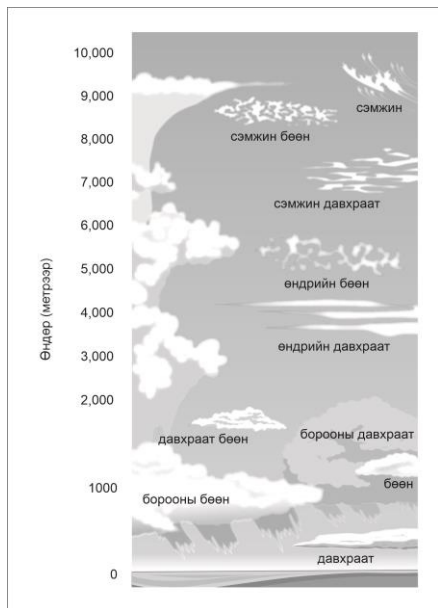 10,000
9,000
8,000
7,000
6,000
5,000
4,000
3,000
2,000
1000
0
Өндөр (метрээр)
сэмжин
сэмжин бөөн
сэмжин давхраат
өндрийн бөөн
өндрийн давхраат
давхраат бөөн
борооны давхраат
бөөн
борооны бөөн
давхраат